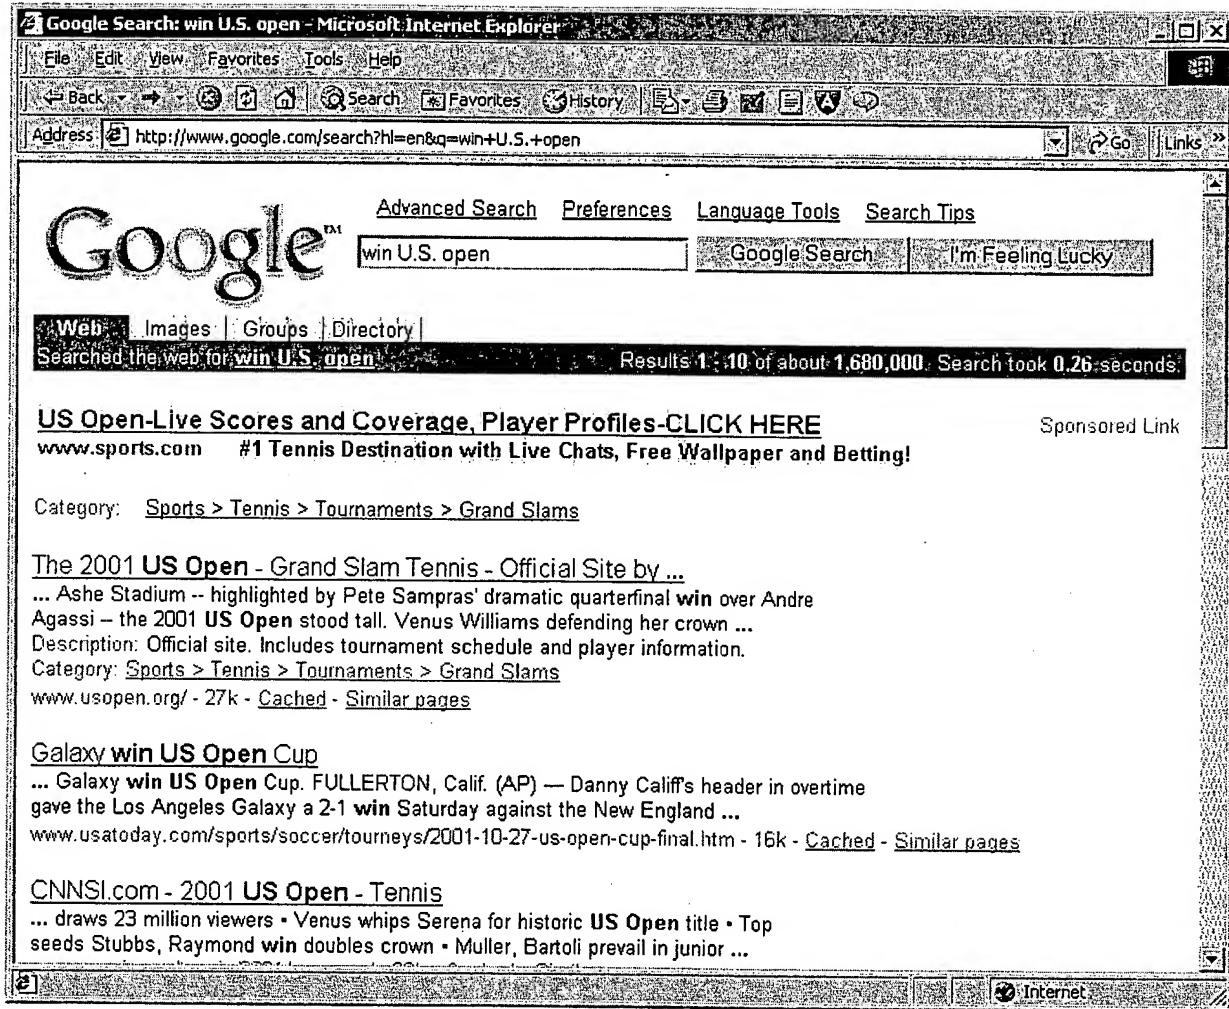 Google Search: win U.S. open - Microsoft Internet Explorer
File Edit View Favorites Tools Help
Back Search Favorites History
Address http://www.google.com/search?hl=en&q=win+U.S.+open Go Links »
Advanced Search Preferences Language Tools Search Tips
Google™ win U.S. open Google Search I'm Feeling Lucky
Web Images Groups Directory
Searched the web for win U.S. open. Results 1 - 10 of about 1,680,000. Search took 0.26 seconds.
US Open-Live Scores and Coverage, Player Profiles-CLICK HERE Sponsored Link
www.sports.com #1 Tennis Destination with Live Chats, Free Wallpaper and Betting!
Category: Sports > Tennis > Tournaments > Grand Slams
The 2001 US Open - Grand Slam Tennis - Official Site by ...
... Ashe Stadium -- highlighted by Pete Sampras' dramatic quarterfinal win over Andre
Agassi – the 2001 US Open stood tall. Venus Williams defending her crown ...
Description: Official site. Includes tournament schedule and player information.
Category: Sports > Tennis > Tournaments > Grand Slams
www.usopen.org/ - 27k - Cached - Similar pages
Galaxy win US Open Cup
... Galaxy win US Open Cup. FULLERTON, Calif. (AP) — Danny Califf's header in overtime
gave the Los Angeles Galaxy a 2-1 win Saturday against the New England ...
www.usatoday.com/sports/soccer/tourneys/2001-10-27-us-open-cup-final.htm - 16k - Cached - Similar pages
CNNSI.com - 2001 US Open - Tennis
... draws 23 million viewers • Venus whips Serena for historic US Open title • Top
seeds Stubbs, Raymond win doubles crown • Muller, Bartoli prevail in junior ...
Internet